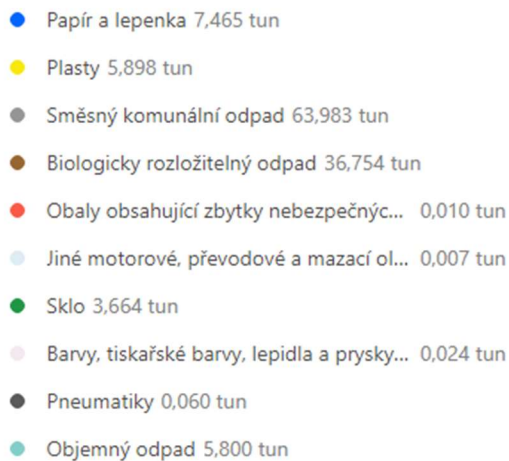 Papír a lepenka 7,465 tun
Plasty 5,898 tun
Směsný komunální odpad 63,983 tun
Biologicky rozložitelný odpad 36,754 tun
Obaly obsahující zbytky nebezpečnýc... 0,010 tun
Jiné motorové, převodové a mazací ol... 0,007 tun
Sklo 3,664 tun
Barvy, tiskařské barvy, lepidla a prysky... 0,024 tun
Pneumatiky 0,060 tun
Objemný odpad 5,800 tun